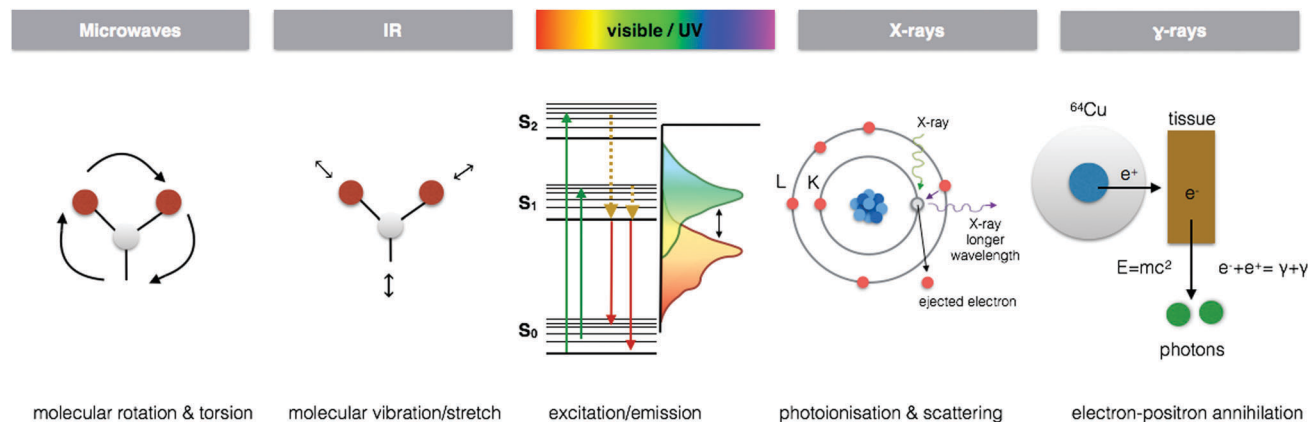 Microwaves
IR
visible / UV
X-rays
ɣ-rays
S₂
S₁
S₀
X-ray
L
K
X-ray
longer
wavelength
ejected electron
⁶⁴Cu
tissue
e⁺
e⁻
E=mc²
e⁻+e⁺= γ+γ
photons
molecular rotation & torsion
molecular vibration/stretch
excitation/emission
photoionisation & scattering
electron-positron annihilation